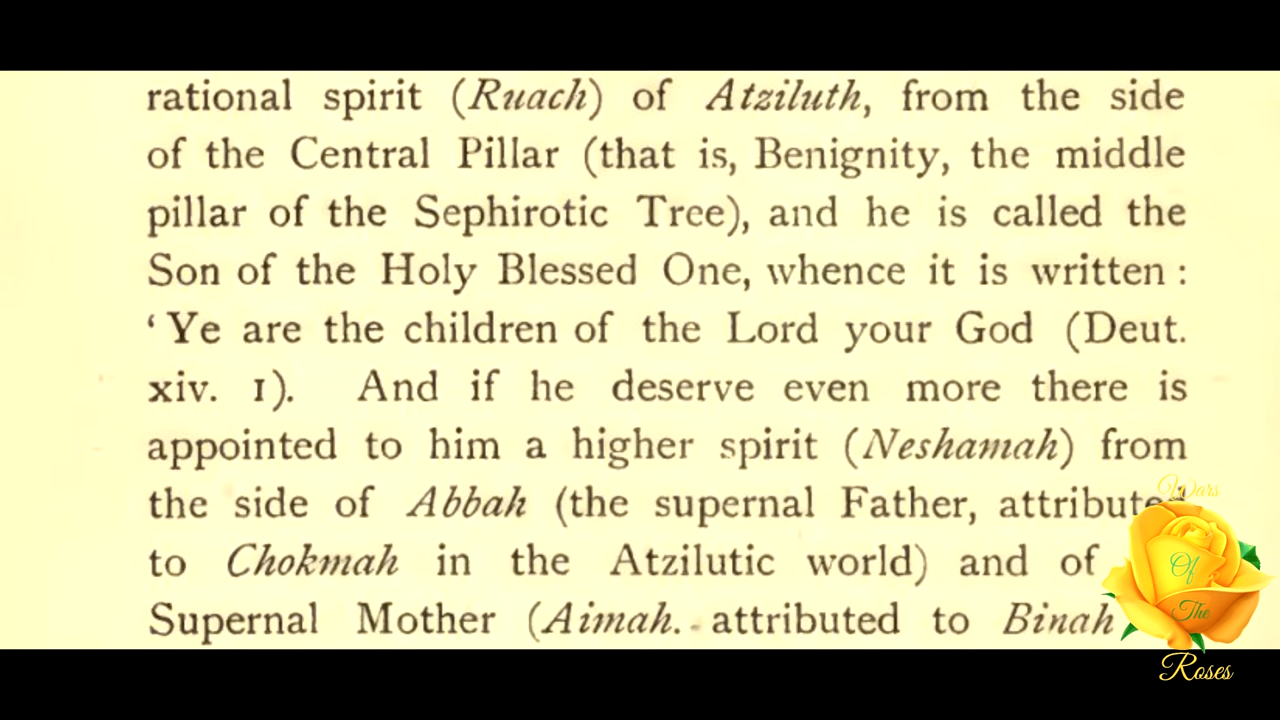 rational spirit (Ruach) of Atziluth, from the side
of the Central Pillar (that is, Benignity, the middle
pillar of the Sephirotic Tree), and he is called the
Son of the Holy Blessed One, whence it is written :
‘ Ye are the children of the Lord your God (Deut.
xiv. 1). And if he deserve even more there is
appointed to him a higher spirit (Neshamah) from
the side of Abbah (the supernal Father, attributed
to Chokmah in the Atzilutic world) and of
Supernal Mother (Aimah. attributed to Binah
Wars
Of
The
Roses